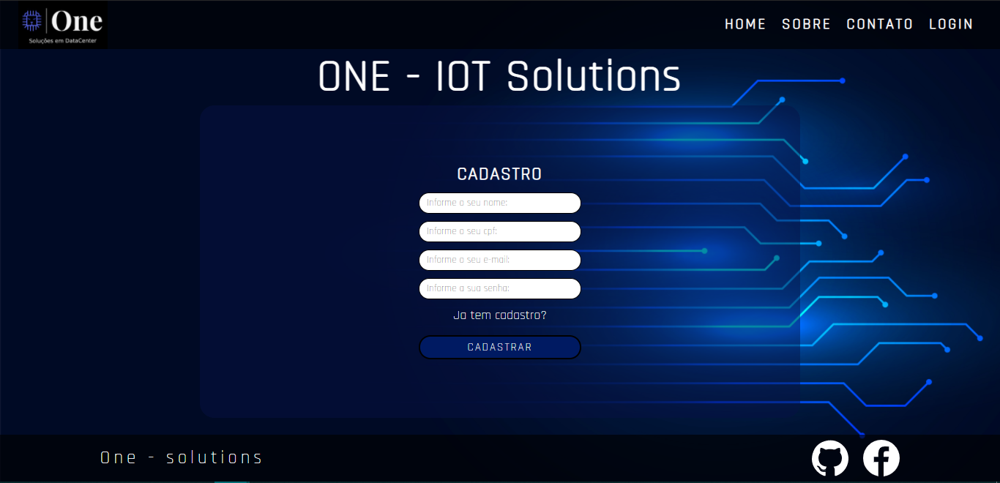 One
Soluções em DataCenter
HOME SOBRE CONTATO LOGIN
ONE - IOT Solutions
CADASTRO
Informe o seu nome:
Informe o seu cpf:
Informe o seu e-mail:
Informe a sua senha:
Ja tem cadastro?
CADASTRAR
One - solutions